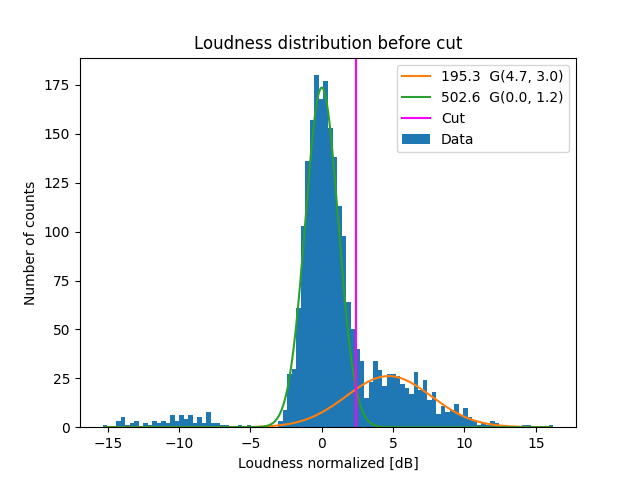 Loudness distribution before cut
195.3  G(4.7, 3.0)
502.6  G(0.0, 1.2)
Cut
Data
Number of counts
175
150
125
100
75
50
25
0
−15
−10
−5
0
5
10
15
Loudness normalized [dB]